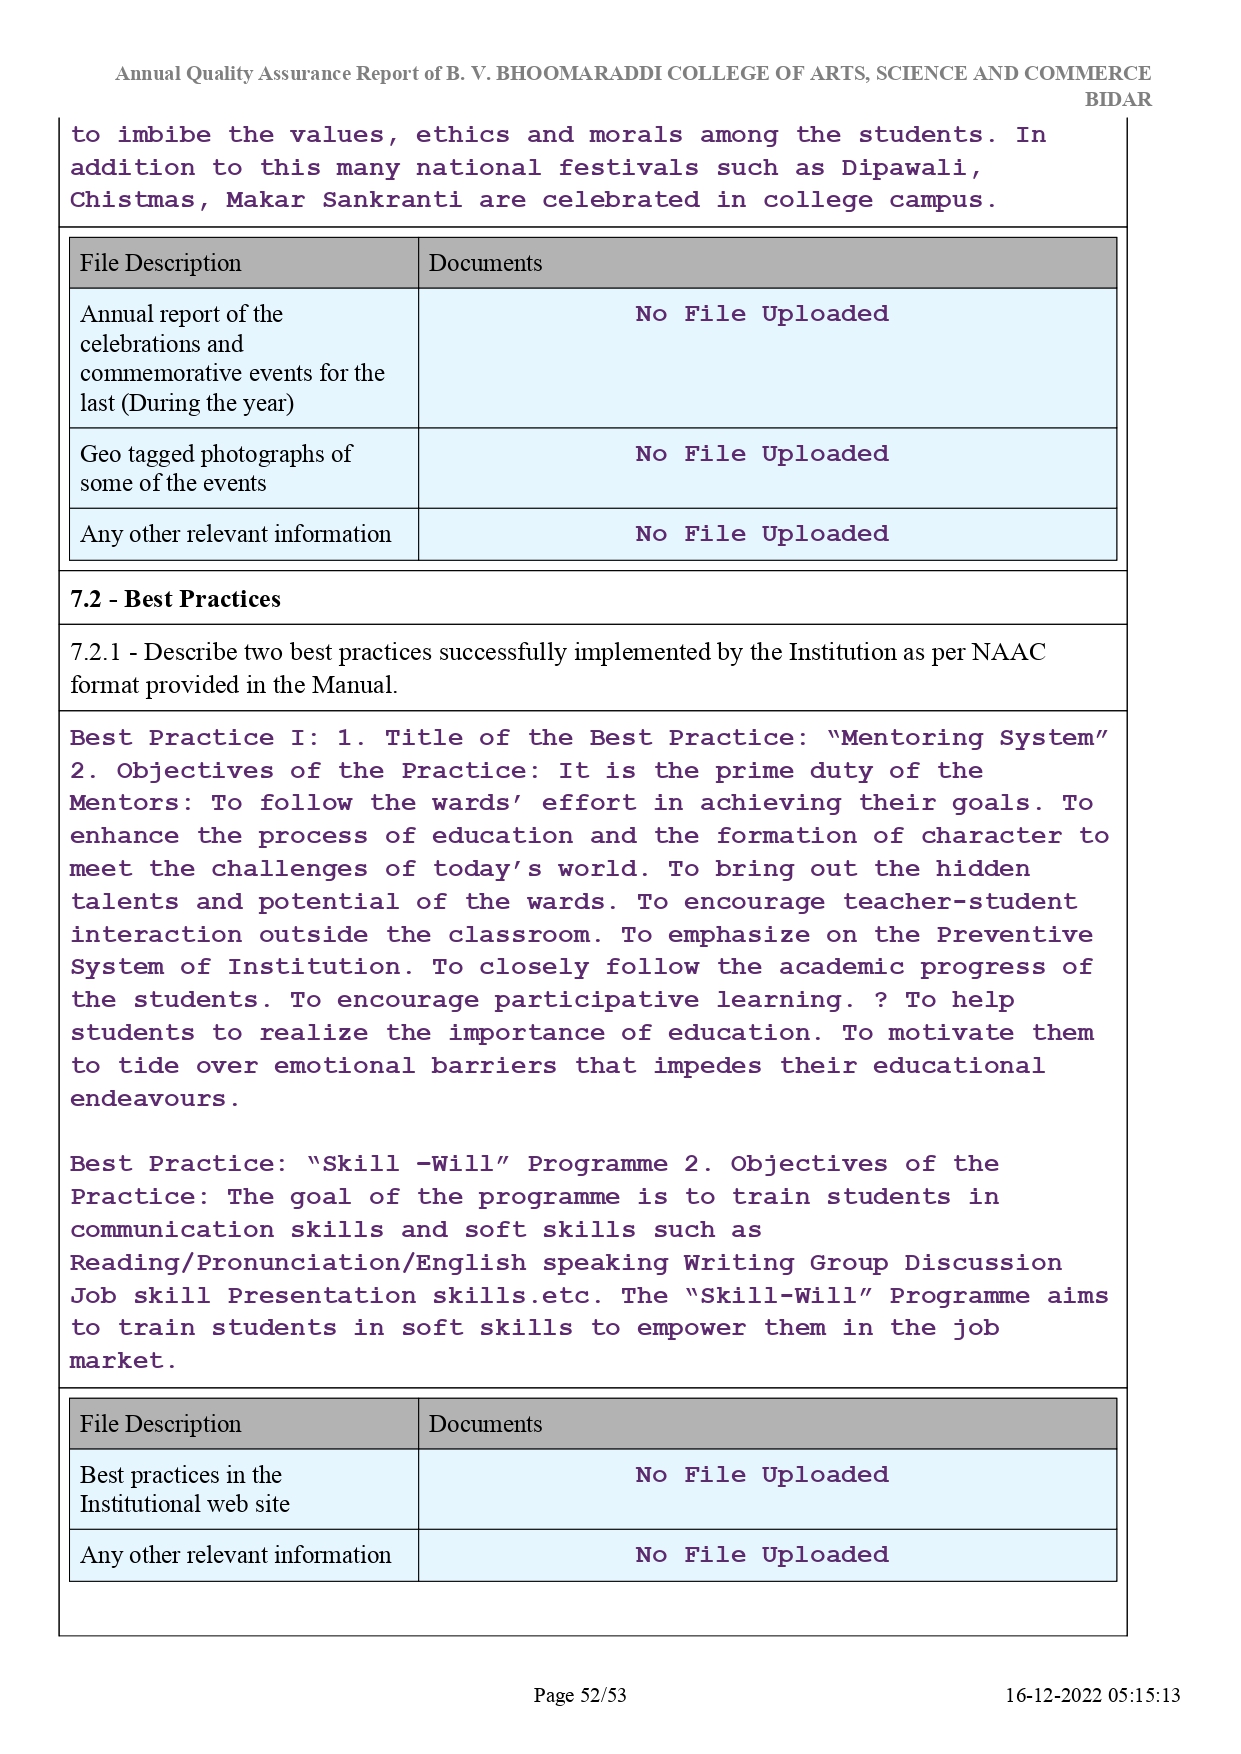 Annual Quality Assurance Report of B. V. BHOOMARADDI COLLEGE OF ARTS, SCIENCE AND COMMERCE
BIDAR
to imbibe the values, ethics and morals among the students. In
addition to this many national festivals such as Dipawali,
Chistmas, Makar Sankranti are celebrated in college campus.
File Description Documents
Annual report of the No File Uploaded
celebrations and
commemorative events for the
last (During the year)
Geo tagged photographs of No File Uploaded
some of the events
Any other relevant information No File Uploaded
7.2 - Best Practices
7.2.1 - Describe two best practices successfully implemented by the Institution as per NAAC
format provided in the Manual.
Best Practice I: 1. Title of the Best Practice: “Mentoring System”
2. Objectives of the Practice: It is the prime duty of the
Mentors: To follow the wards’ effort in achieving their goals. To
enhance the process of education and the formation of character to
meet the challenges of today’s world. To bring out the hidden
talents and potential of the wards. To encourage teacher-student
interaction outside the classroom. To emphasize on the Preventive
System of Institution. To closely follow the academic progress of
the students. To encourage participative learning. ? To help
students to realize the importance of education. To motivate them
to tide over emotional barriers that impedes their educational
endeavours.
Best Practice: “Skill –Will” Programme 2. Objectives of the
Practice: The goal of the programme is to train students in
communication skills and soft skills such as
Reading/Pronunciation/English speaking Writing Group Discussion
Job skill Presentation skills.etc. The “Skill-Will” Programme aims
to train students in soft skills to empower them in the job
market.
File Description Documents
Best practices in the No File Uploaded
Institutional web site
Any other relevant information No File Uploaded
Page 52/53 16-12-2022 05:15:13